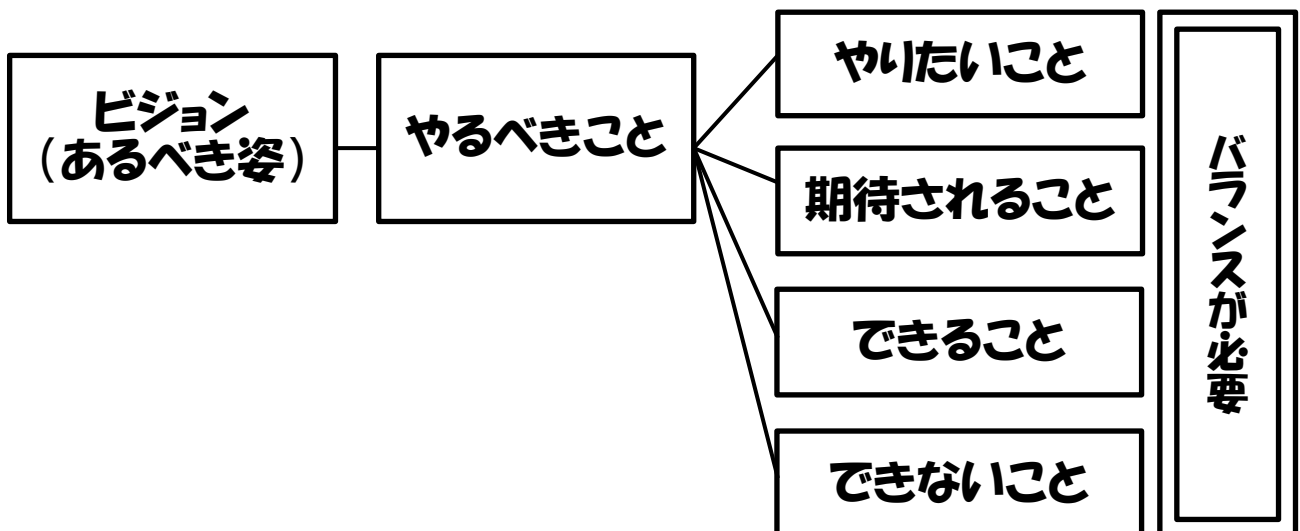 ビジョン
(あるべき姿)
やるべきこと
やりたいこと
期待されること
できること
できないこと
バランスが必要